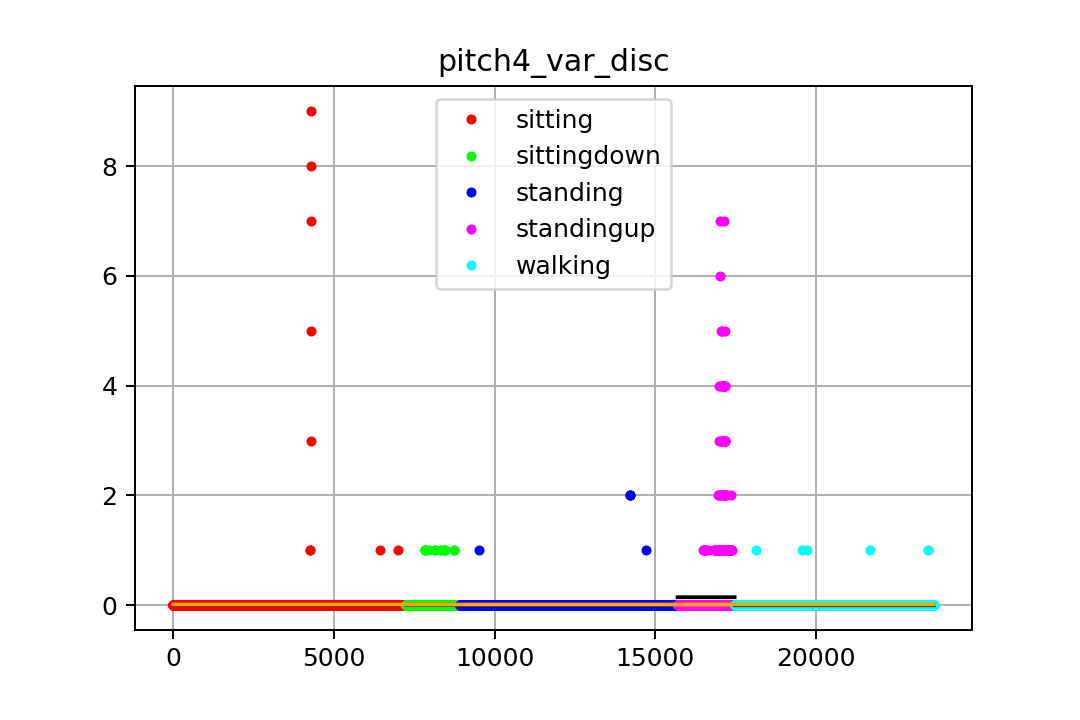 pitch4_var_disc
sitting
sittingdown
standing
standingup
walking
8
6
4
2
0
0 5000 10000 15000 20000